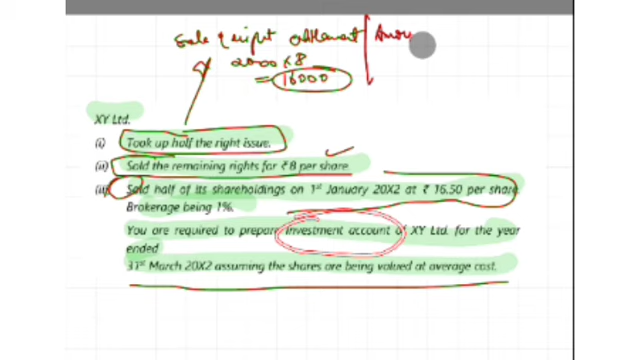 Sale of right
2000 x 8
= 16000
XY Ltd.
(i) Took up half the right issue.
(ii) Sold the remaining rights for ₹ 8 per share
(iii) Sold half of its shareholdings on 1st January 20X2 at ₹ 16.50 per share.
Brokerage being 1%.
You are required to prepare investment account of XY Ltd. for the year
ended
31st March 20X2 assuming the shares are being valued at average cost.